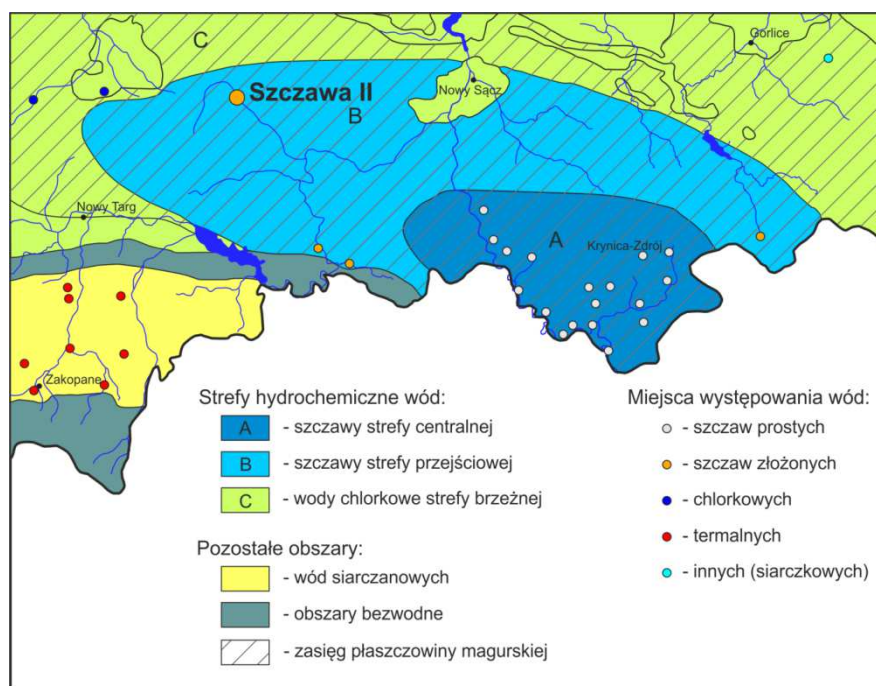 C
Gorlice
Szczawa II
Nowy Sącz
B
Nowy Targ
A
Krynica-Zdrój
Zakopane
Strefy hydrochemiczne wód:
A - szczawy strefy centralnej
B - szczawy strefy przejściowej
C - wody chlorkowe strefy brzeżnej
Pozostałe obszary:
- wód siarczanowych
- obszary bezwodne
- zasięg płaszczowiny magurskiej
Miejsca występowania wód:
- szczaw prostych
- szczaw złożonych
- chlorkowych
- termalnych
- innych (siarczkowych)